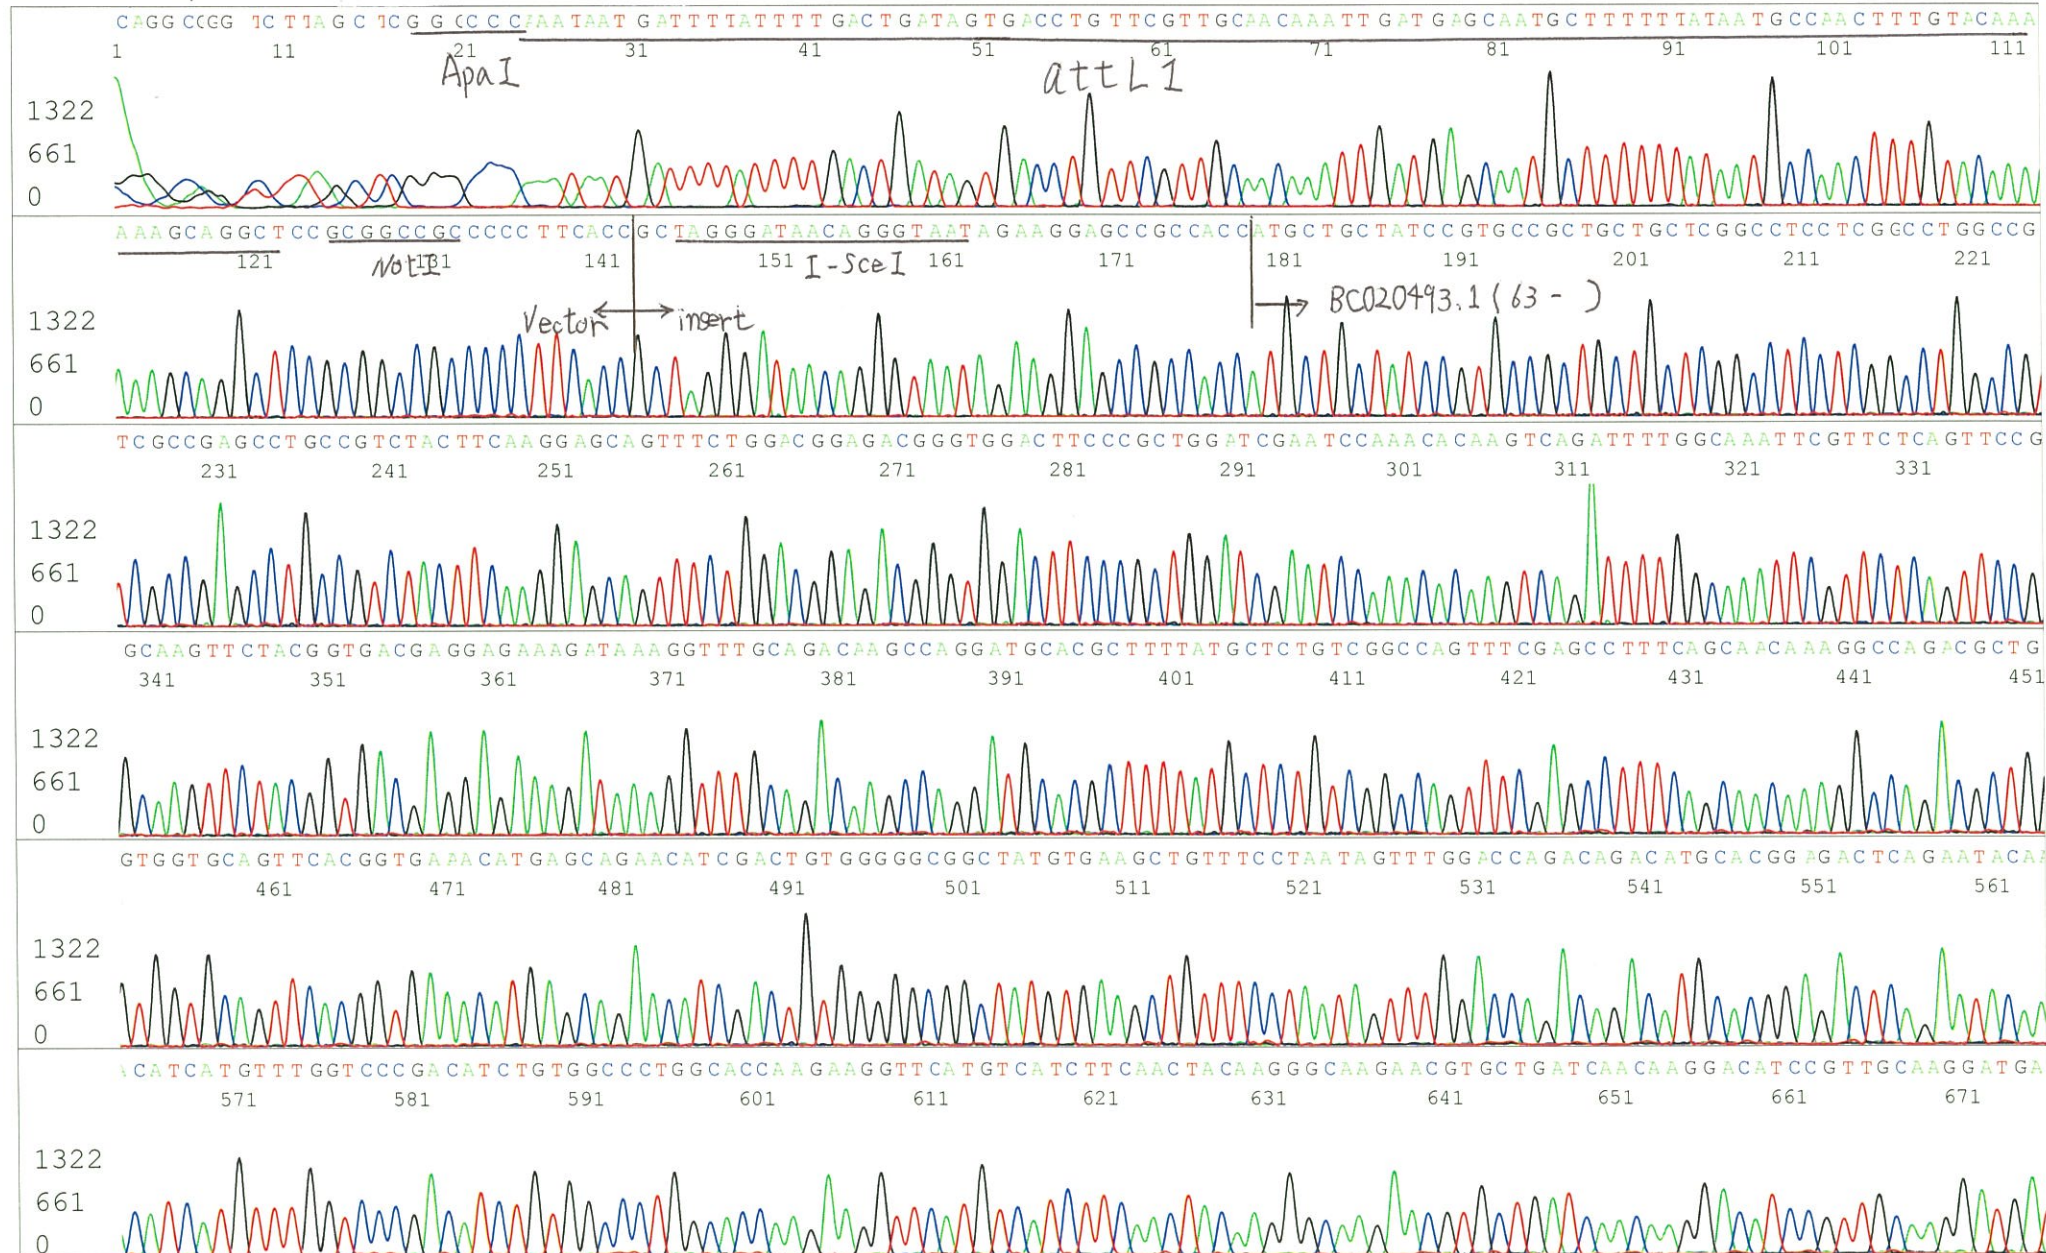 CAGGCCGG TCTTAGCTCGGGCCCCAAATAATGATTTTATTTTGACTGATAGTGACCTGTTCGTTGCAACAAATTGATGAGCAATGCTTTTTTATAATGCCAACTTTGTACAAA
1 11 21 31 41 51 61 71 81 91 101 111
ApaI attL1
1322
661
0
AAAGCAGGCTCCGCGGCCGCCCCCTTCACCGCTAGGGATAACAGGGTAATAGAAGGAGCCGCCACCATGCTGCTATCCGTGCCGCTGCTGCTCGGCCTCCTCGGCCTGGCCG
121 131 141 151 161 171 181 191 201 211 221
NotI I-SceI
Vector insert BC020493.1 (63 - )
1322
661
0
TCGCCGAGCCTGCCGTCTACTTCAAGGAGCAGTTTCTGGACGGAGACGGGTGGACTTCCCGCTGGATCGAATCCAAACACAAGTCAGATTTTGGCAAATTCGTTCTCAGTTCCG
231 241 251 261 271 281 291 301 311 321 331
1322
661
0
GCAAGTTCTACGGTGACGAGGAGAAAGATAAAGGTTTGCAGACAAGCCAGGATGCACGCTTTTATGCTCTGTCGGCCAGTTTCGAGCCTTTCAGCAACAAAGGCCAGACGCTG
341 351 361 371 381 391 401 411 421 431 441 451
1322
661
0
GTGGTGCAGTTCACGGTGAAACATGAGCAGAACATCGACTGTGGGGGCGGCTATGTGAAGCTGTTTCCTAATAGTTTGGACCAGACAGACATGCACGGAGACTCAGAATACAA
461 471 481 491 501 511 521 531 541 551 561
1322
661
0
CATCATGTTTGGTCCCGACATCTGTGGCCCTGGCACCAAGAAGGTTCATGTCATCTTCAACTACAAGGGCAAGAACGTGCTGATCAACAAGGACATCCGTTGCAAGGATGA
571 581 591 601 611 621 631 641 651 661 671
1322
661
0